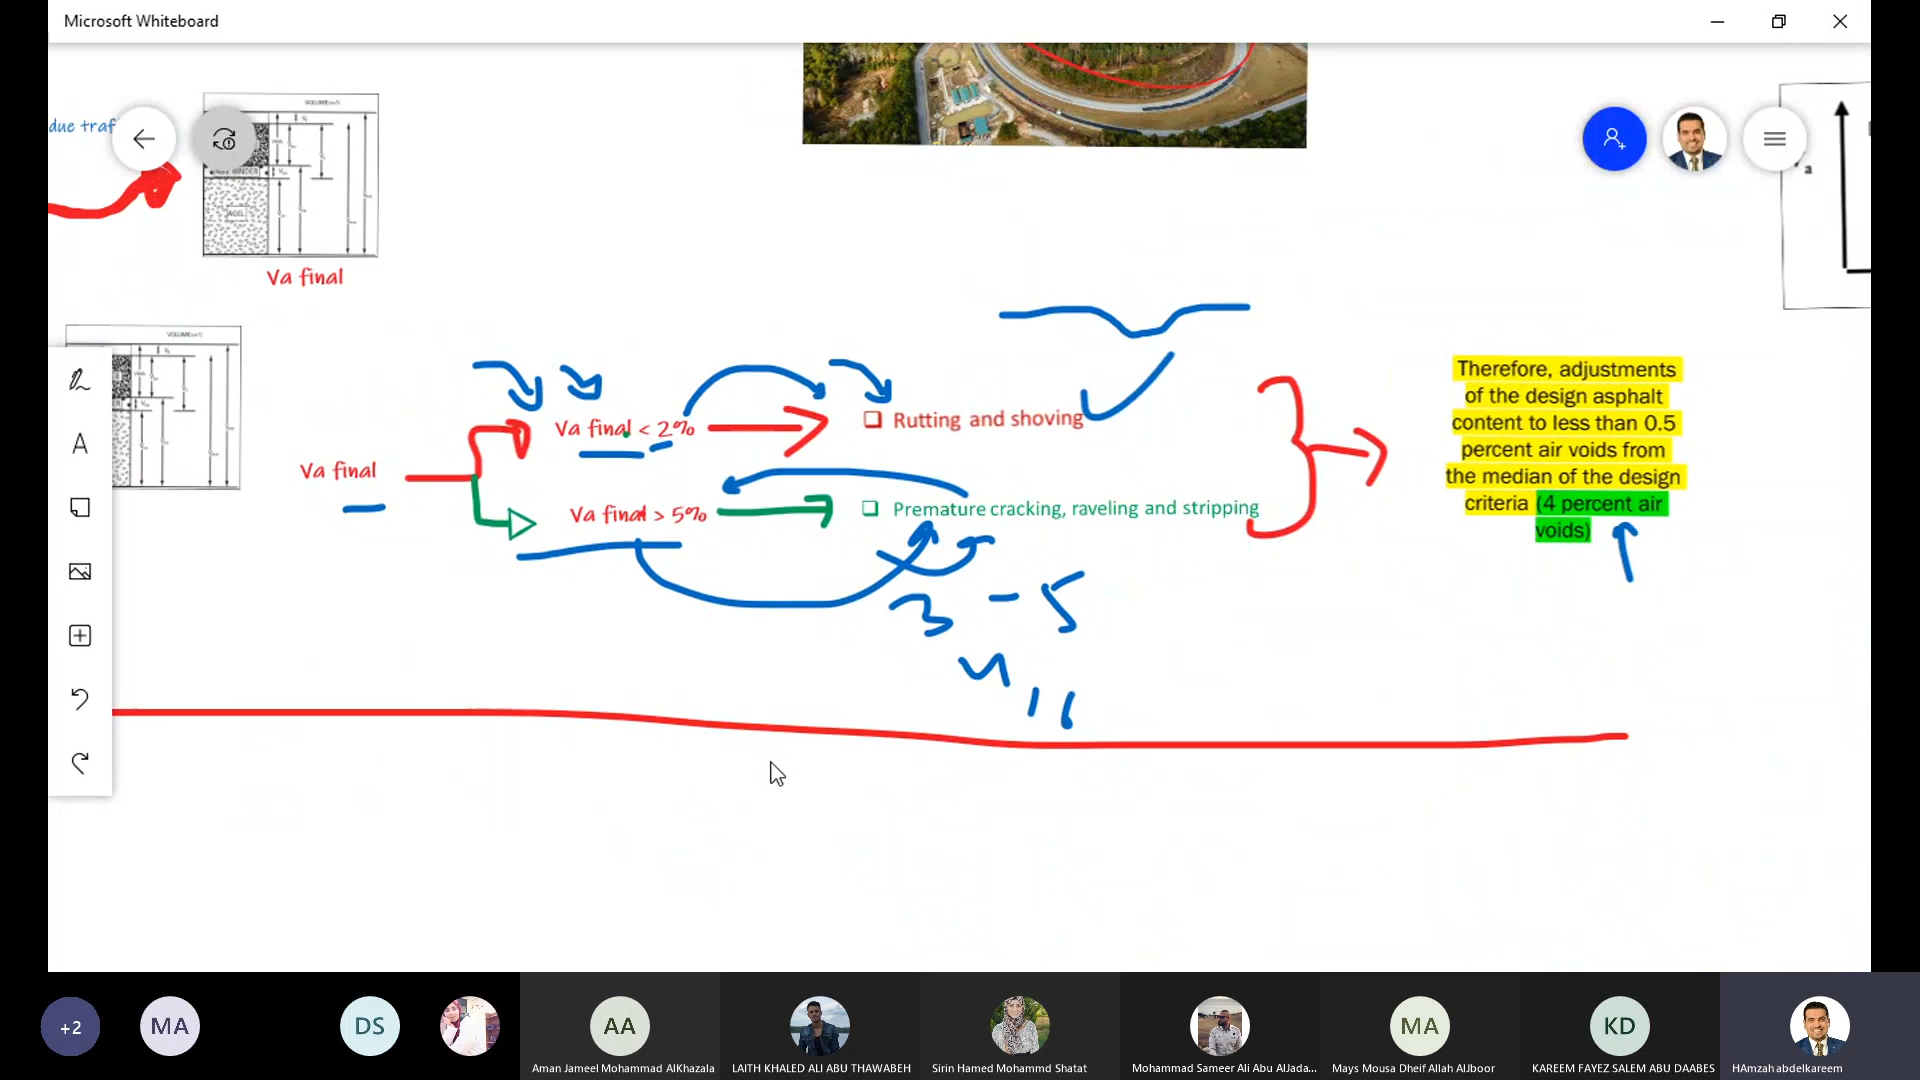 Microsoft Whiteboard
due traf
VOLUME
BINDER
AGG.
a
Va final
VOLUME
Va final < 2%
Rutting and shoving
Va final
Va final > 5%
Premature cracking, raveling and stripping
Therefore, adjustments
of the design asphalt
content to less than 0.5
percent air voids from
the median of the design
criteria (4 percent air
voids)
3 - 5
4
A
+2
MA
DS
AA
MA
KD
Aman Jameel Mohammad AlKhazala
LAITH KHALED ALI ABU THAWABEH
Sirin Hamed Mohammd Shatat
Mohammad Sameer Ali Abu AlJada...
Mays Mousa Dheif Allah AlJboor
KAREEM FAYEZ SALEM ABU DAABES
HAmzah abdelkareem